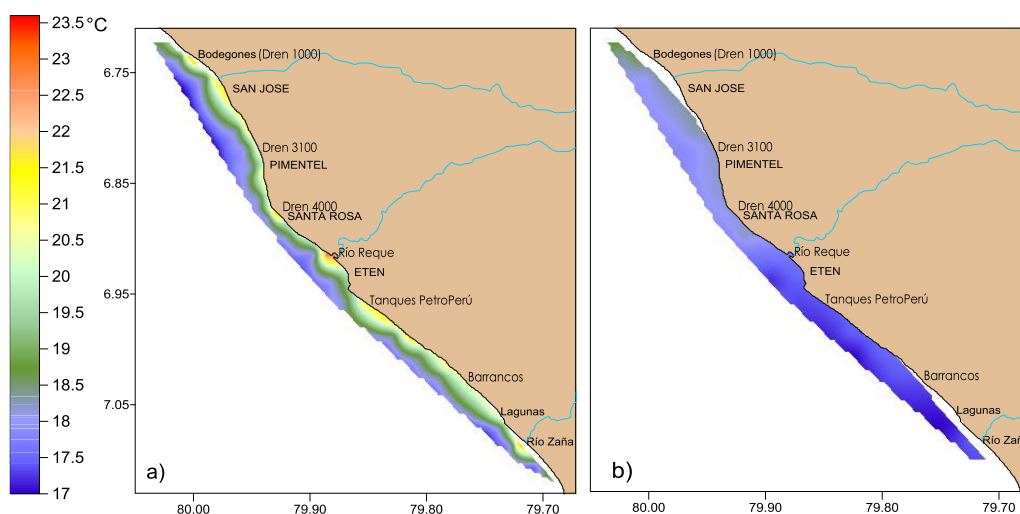 23.5 °C
23
22.5
22
21.5
21
20.5
20
19.5
19
18.5
18
17.5
17
6.75
6.85
6.95
7.05
Bodegones (Dren 1000)
SAN JOSE
Dren 3100
PIMENTEL
Dren 4000
SANTA ROSA
Río Reque
ETEN
Tanques PetroPerú
Barrancos
Lagunas
Río Zaña
a)
80.00
79.90
79.80
79.70
Bodegones (Dren 1000)
SAN JOSE
Dren 3100
PIMENTEL
Dren 4000
SANTA ROSA
Río Reque
ETEN
Tanques PetroPerú
Barrancos
Lagunas
Río Zañ
b)
80.00
79.90
79.80
79.70